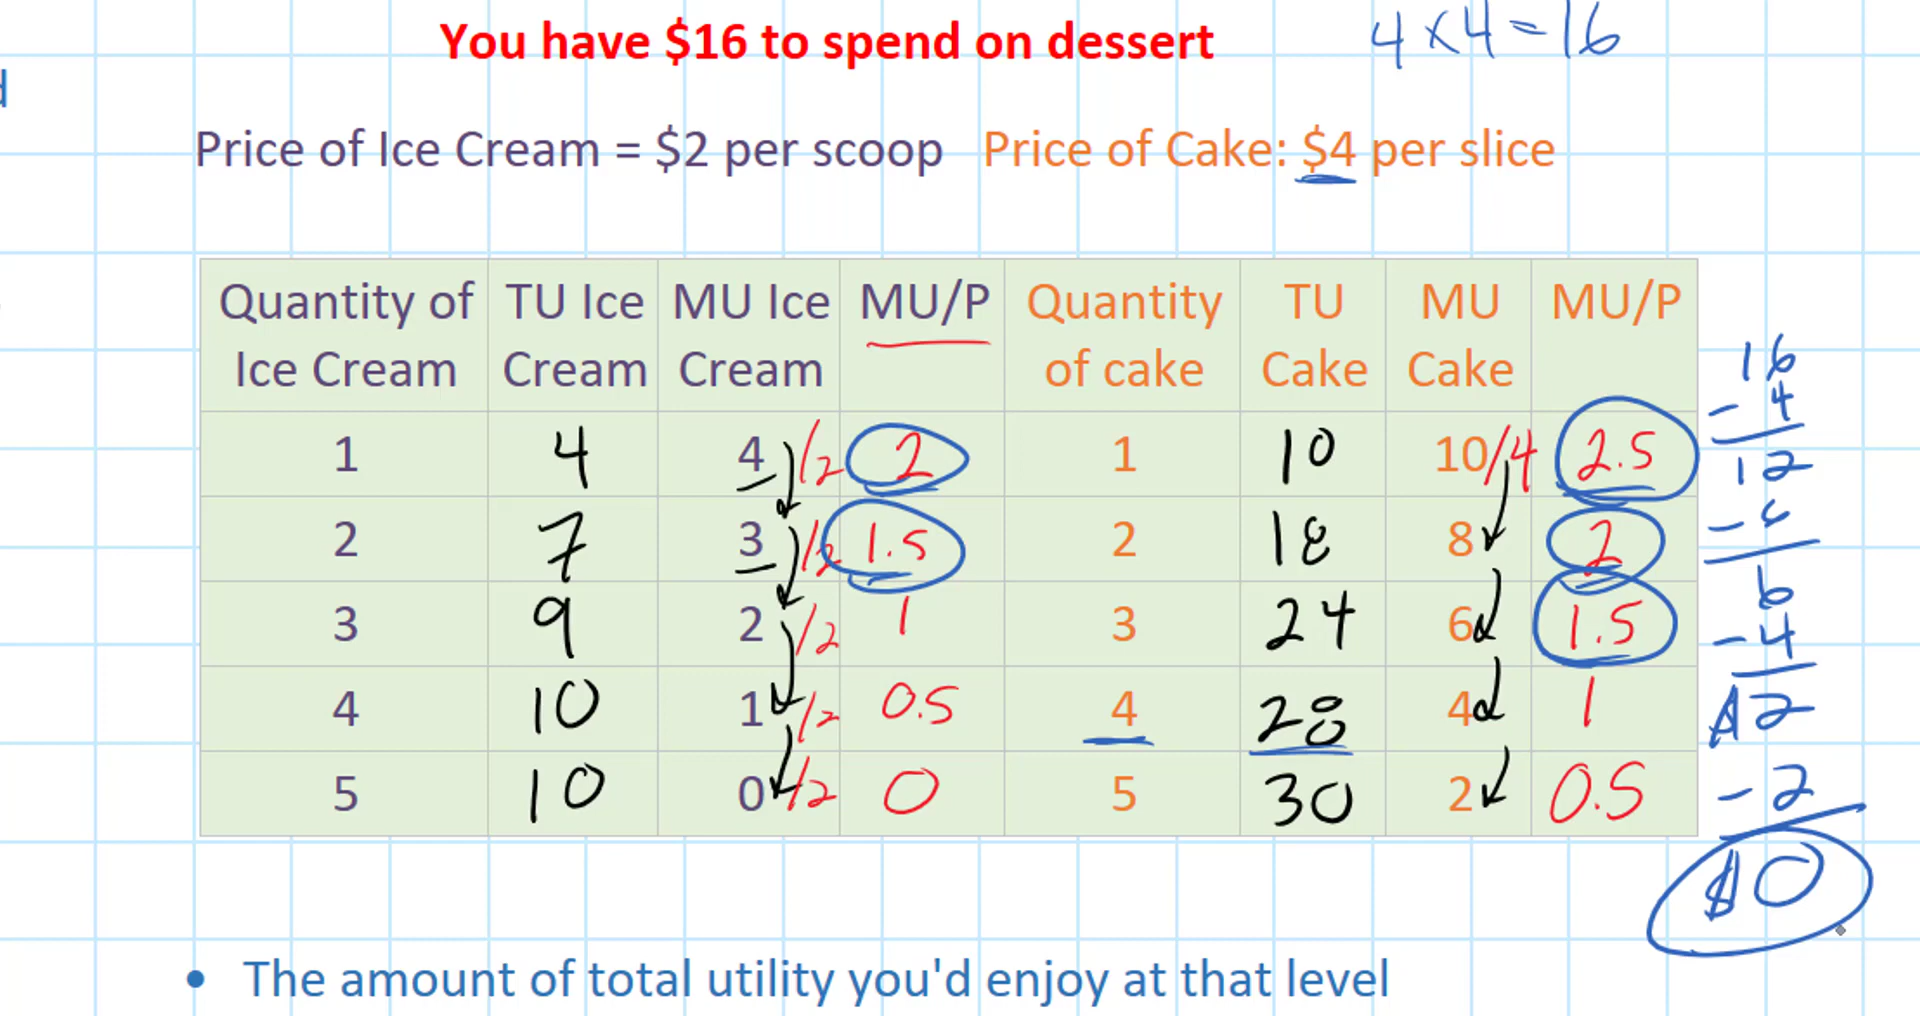 You have $16 to spend on dessert 4 x 4 = 16
d
Price of Ice Cream = $2 per scoop Price of Cake: $4 per slice
Quantity of Ice Cream TU Ice Cream MU Ice Cream MU/P Quantity of cake TU Cake MU Cake MU/P
1 4 4 /2 2 1 10 10 /4 2.5
2 7 3 /2 1.5 2 18 8 2
3 9 2 /2 1 3 24 6 1.5
4 10 1 /2 0.5 4 28 4 1
5 10 0 /2 0 5 30 2 0.5
16
- 4
12
-
6
- 4
2
- 2
$0
• The amount of total utility you'd enjoy at that level